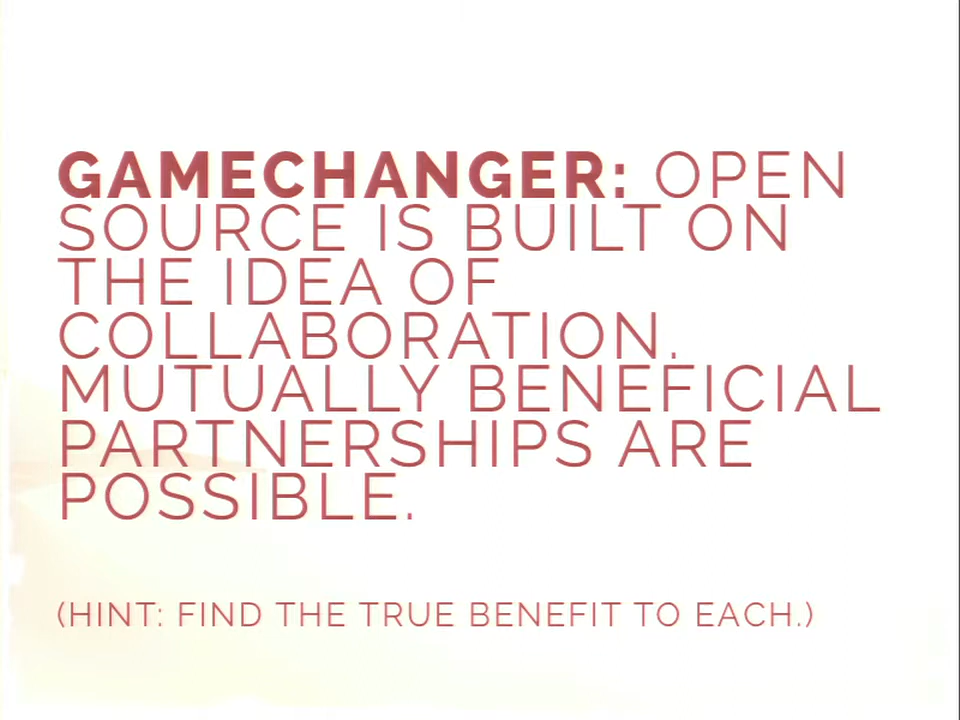 GAMECHANGER: OPEN
SOURCE IS BUILT ON
THE IDEA OF
COLLABORATION.
MUTUALLY BENEFICIAL
PARTNERSHIPS ARE
POSSIBLE.
(HINT: FIND THE TRUE BENEFIT TO EACH.)